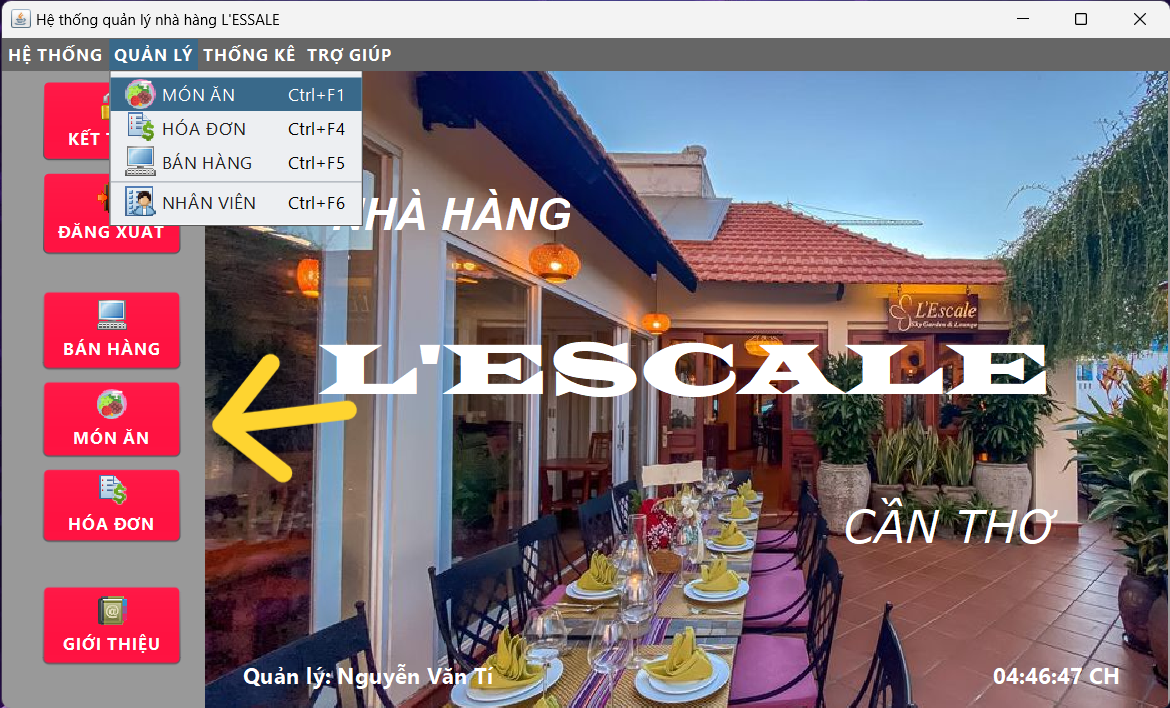 Hệ thống quản lý nhà hàng L'ESSALE
HỆ THỐNG QUẢN LÝ THỐNG KÊ TRỢ GIÚP
MÓN ĂN Ctrl+F1
HÓA ĐƠN Ctrl+F4
BÁN HÀNG Ctrl+F5
NHÂN VIÊN Ctrl+F6
KẾT
ĐĂNG XUẤT
BÁN HÀNG
MÓN ĂN
HÓA ĐƠN
GIỚI THIỆU
NHÀ HÀNG
L'Escale
Sky Garden & Lounge
L'ESCALE
CẦN THƠ
Quản lý: Nguyễn Văn Tí
04:46:47 CH